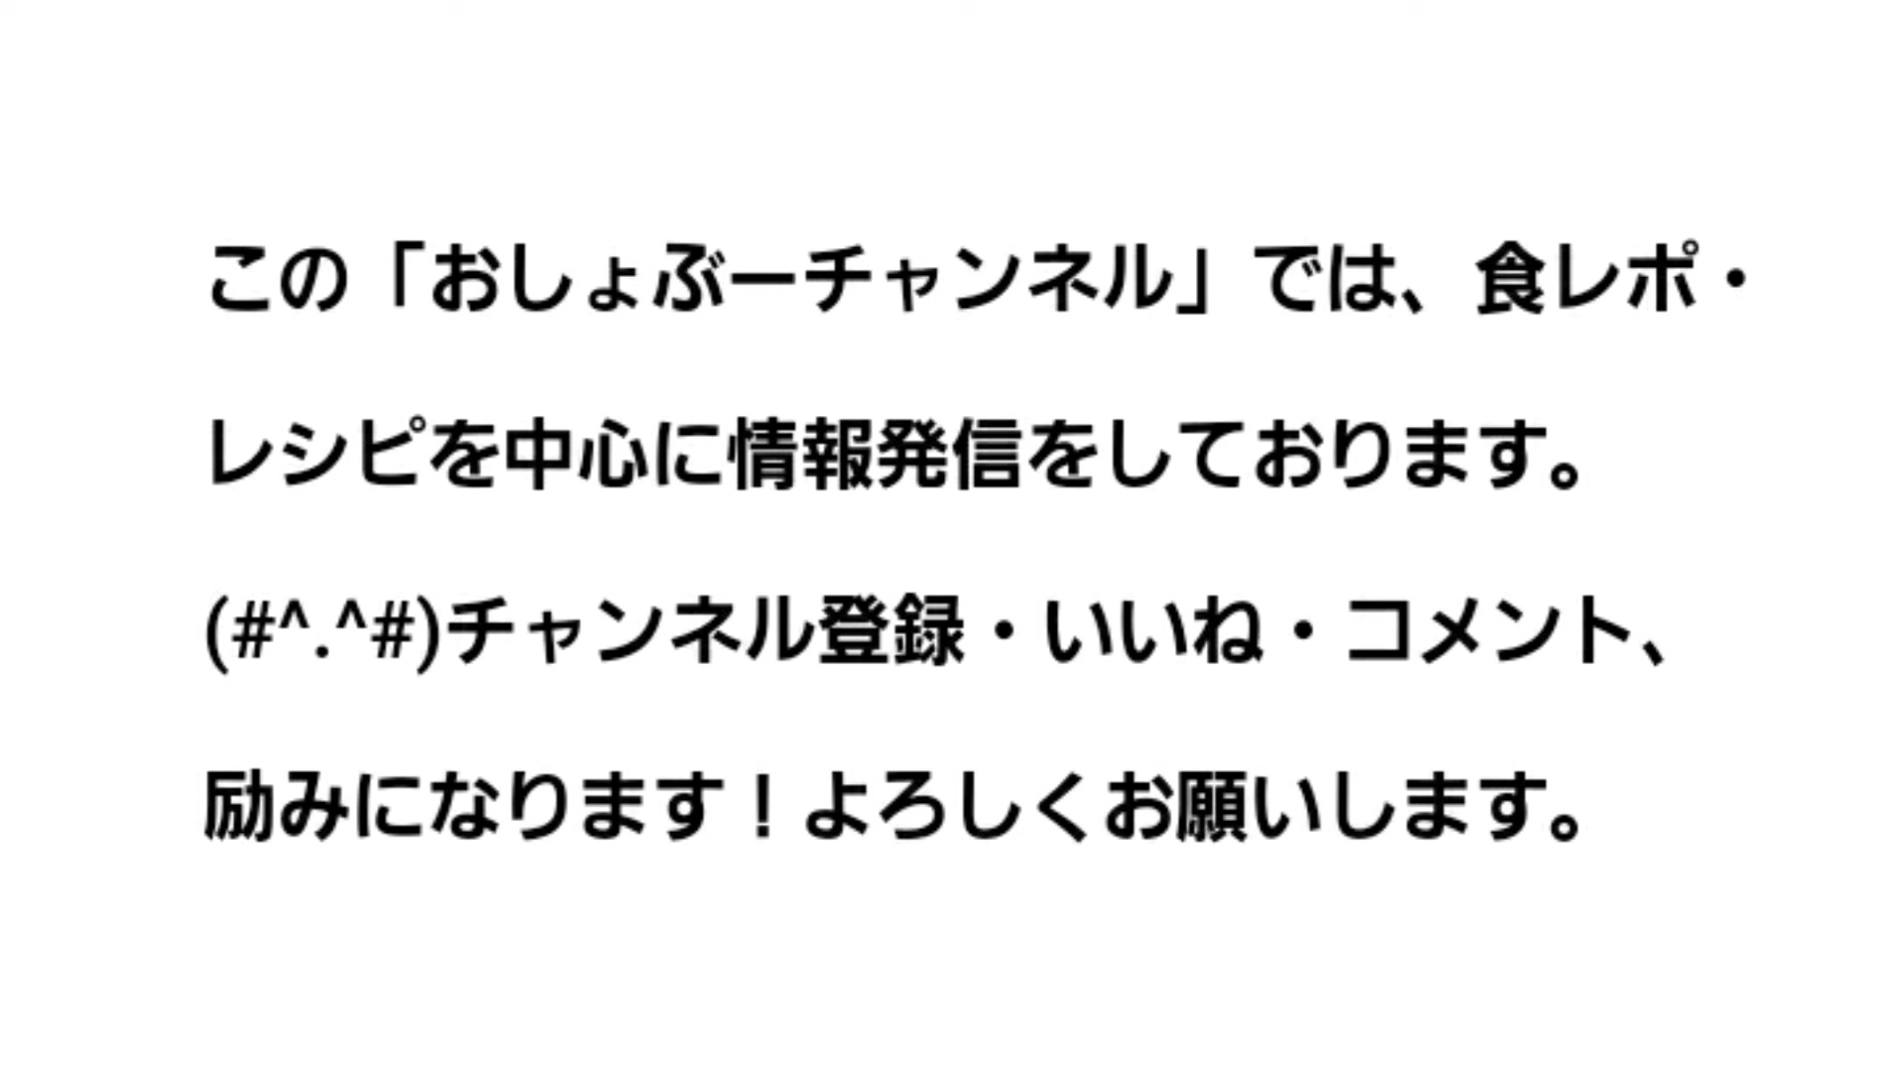 この「おしょぶーチャンネル」では、食レポ・
レシピを中心に情報発信をしております。
(#^.^#)チャンネル登録・いいね・コメント、
励みになります！よろしくお願いします。